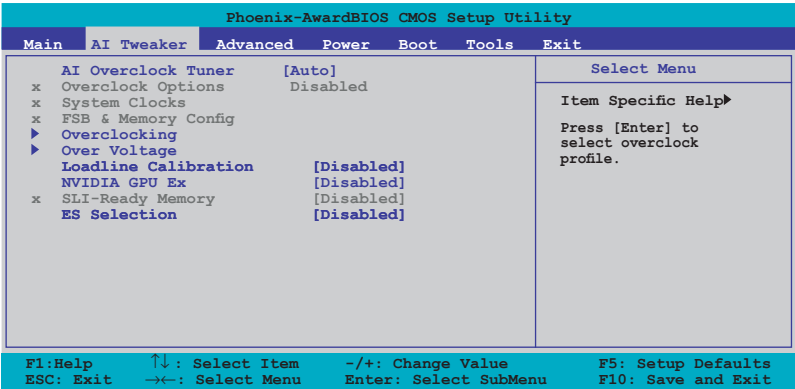 Phoenix-AwardBIOS CMOS Setup Utility
Main AI Tweaker Advanced Power Boot Tools Exit
AI Overclock Tuner [Auto]
x Overclock Options Disabled
x System Clocks
x FSB & Memory Config
Overclocking
Over Voltage
Loadline Calibration [Disabled]
NVIDIA GPU Ex [Disabled]
x SLI-Ready Memory [Disabled]
ES Selection [Disabled]
Select Menu
Item Specific Help
Press [Enter] to
select overclock
profile.
F1:Help ↑↓: Select Item -/+: Change Value F5: Setup Defaults
ESC: Exit →←: Select Menu Enter: Select SubMenu F10: Save and Exit